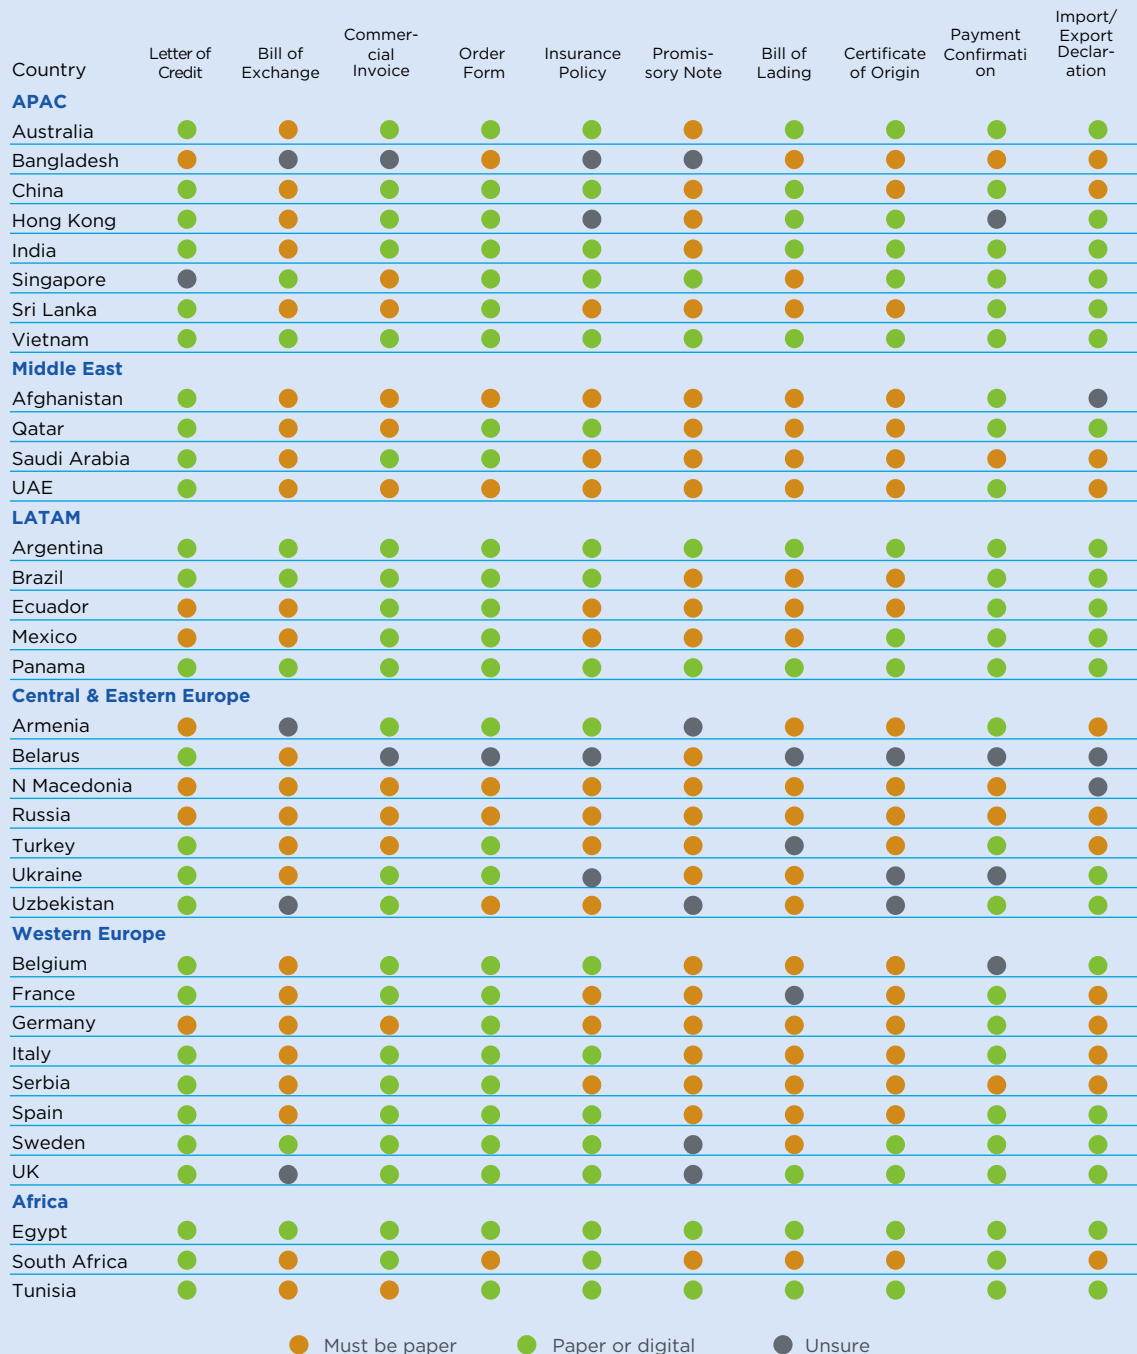 Country
Letter of
Credit
Bill of
Exchange
Commer-
cial
Invoice
Order
Form
Insurance
Policy
Promis-
sory Note
Bill of
Lading
Certificate
of Origin
Payment
Confirmati
on
Import/
Export
Declar-
ation
APAC
Australia
Bangladesh
China
Hong Kong
India
Singapore
Sri Lanka
Vietnam
Middle East
Afghanistan
Qatar
Saudi Arabia
UAE
LATAM
Argentina
Brazil
Ecuador
Mexico
Panama
Central & Eastern Europe
Armenia
Belarus
N Macedonia
Russia
Turkey
Ukraine
Uzbekistan
Western Europe
Belgium
France
Germany
Italy
Serbia
Spain
Sweden
UK
Africa
Egypt
South Africa
Tunisia
Must be paper
Paper or digital
Unsure